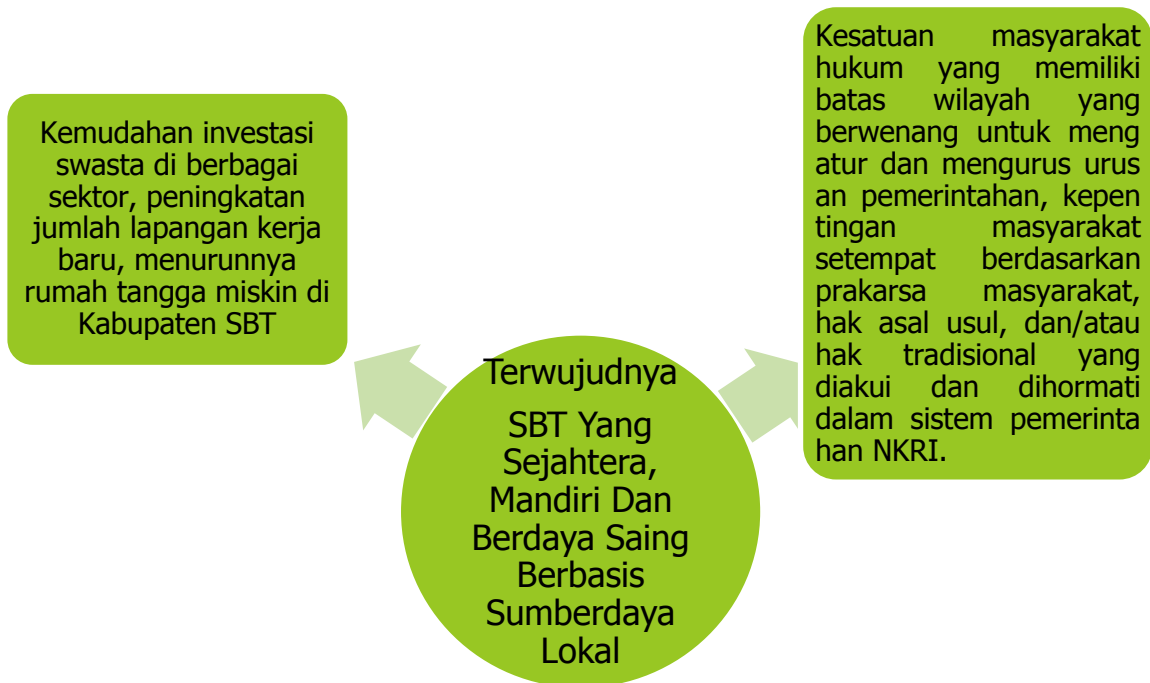 Kemudahan investasi
swasta di berbagai
sektor, peningkatan
jumlah lapangan kerja
baru, menurunnya
rumah tangga miskin di
Kabupaten SBT
Kesatuan masyarakat
hukum yang memiliki
batas wilayah yang
berwenang untuk meng
atur dan mengurus urus
an pemerintahan, kepen
tingan masyarakat
setempat berdasarkan
prakarsa masyarakat,
hak asal usul, dan/atau
hak tradisional yang
diakui dan dihormati
dalam sistem pemerinta
han NKRI.
Terwujudnya
SBT Yang
Sejahtera,
Mandiri Dan
Berdaya Saing
Berbasis
Sumberdaya
Lokal